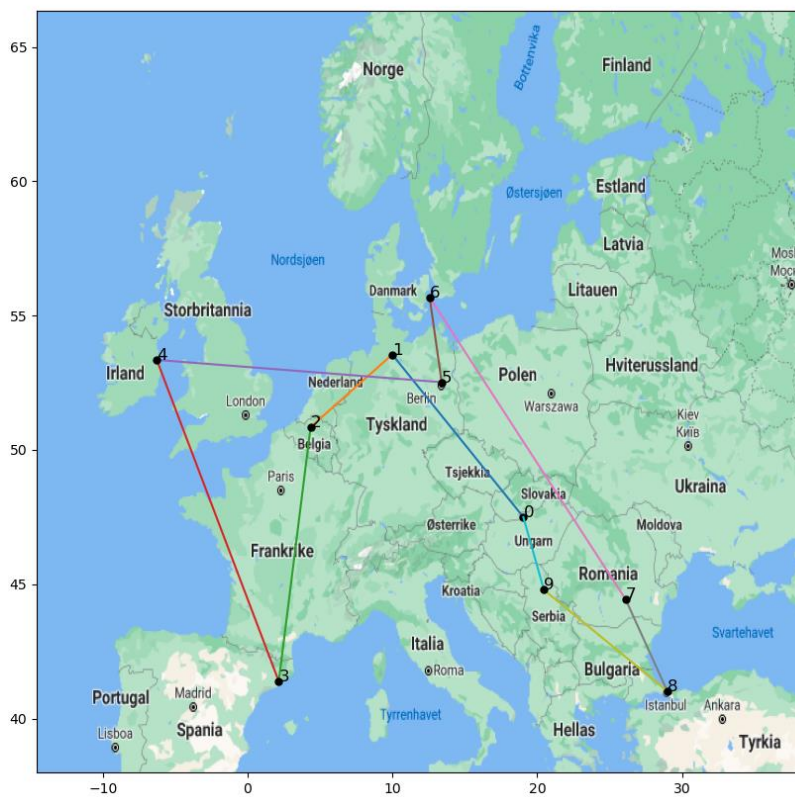 65
60
55
50
45
40
−10
0
10
20
30
Norge
Bottenvika
Finland
Østersjøen
Estland
Latvia
Nordsjøen
Danmark
Litauen
Storbritannia
Irland
Nederland
London
Belgia
Berlin
Polen
Warszawa
Hviterussland
Tyskland
Kiev
Київ
Paris
Tsjekkia
Slovakia
Ukraina
Frankrike
Østerrike
Ungarn
Moldova
Romania
Kroatia
Serbia
Svartehavet
Italia
Roma
Bulgaria
Portugal
Madrid
Spania
Lisboa
Tyrrenhavet
Hellas
Istanbul
Ankara
Tyrkia
0
1
2
3
4
5
6
7
8
9